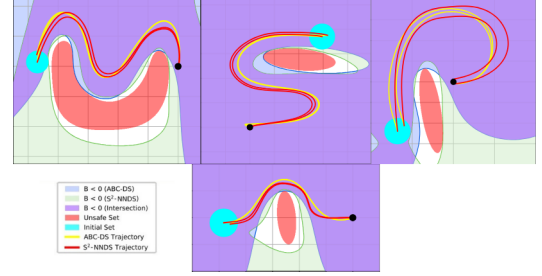 B < 0 (ABC-DS)
B < 0 (S²-NNDS)
B < 0 (Intersection)
Unsafe Set
Initial Set
ABC-DS Trajectory
S²-NNDS Trajectory